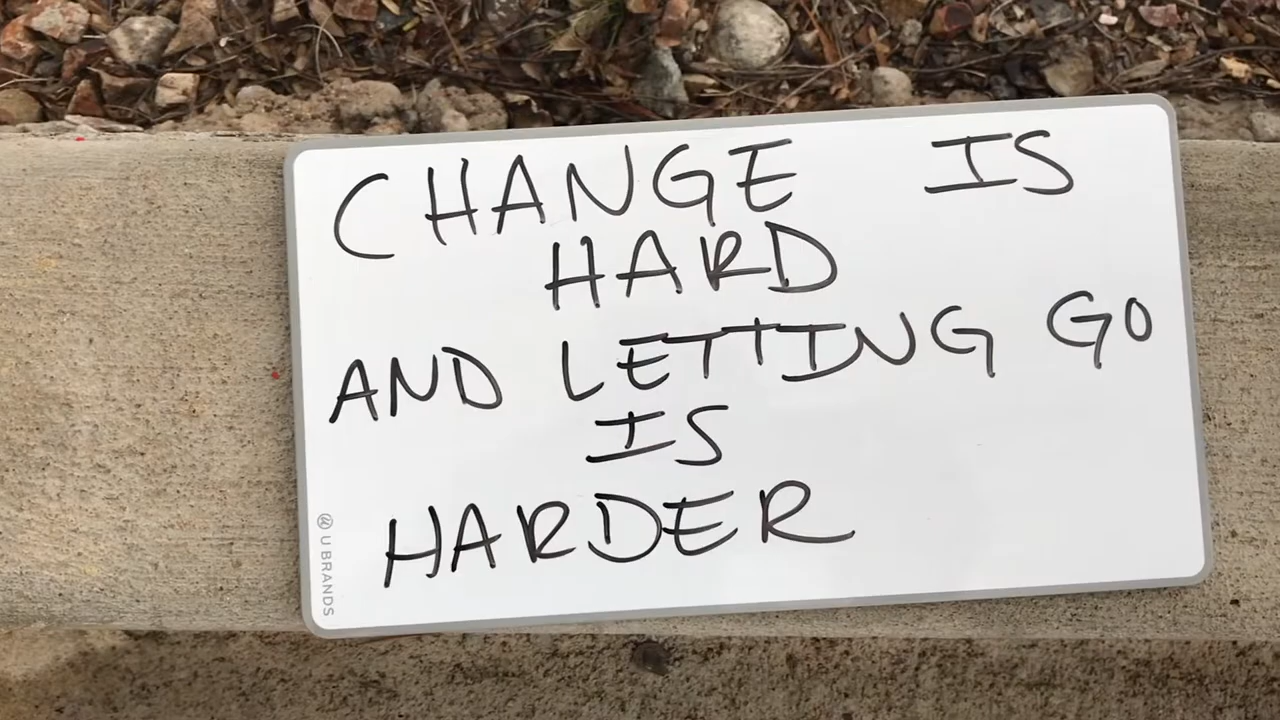 CHANGE IS
HARD
AND LETTING GO
IS
HARDER
U BRANDS